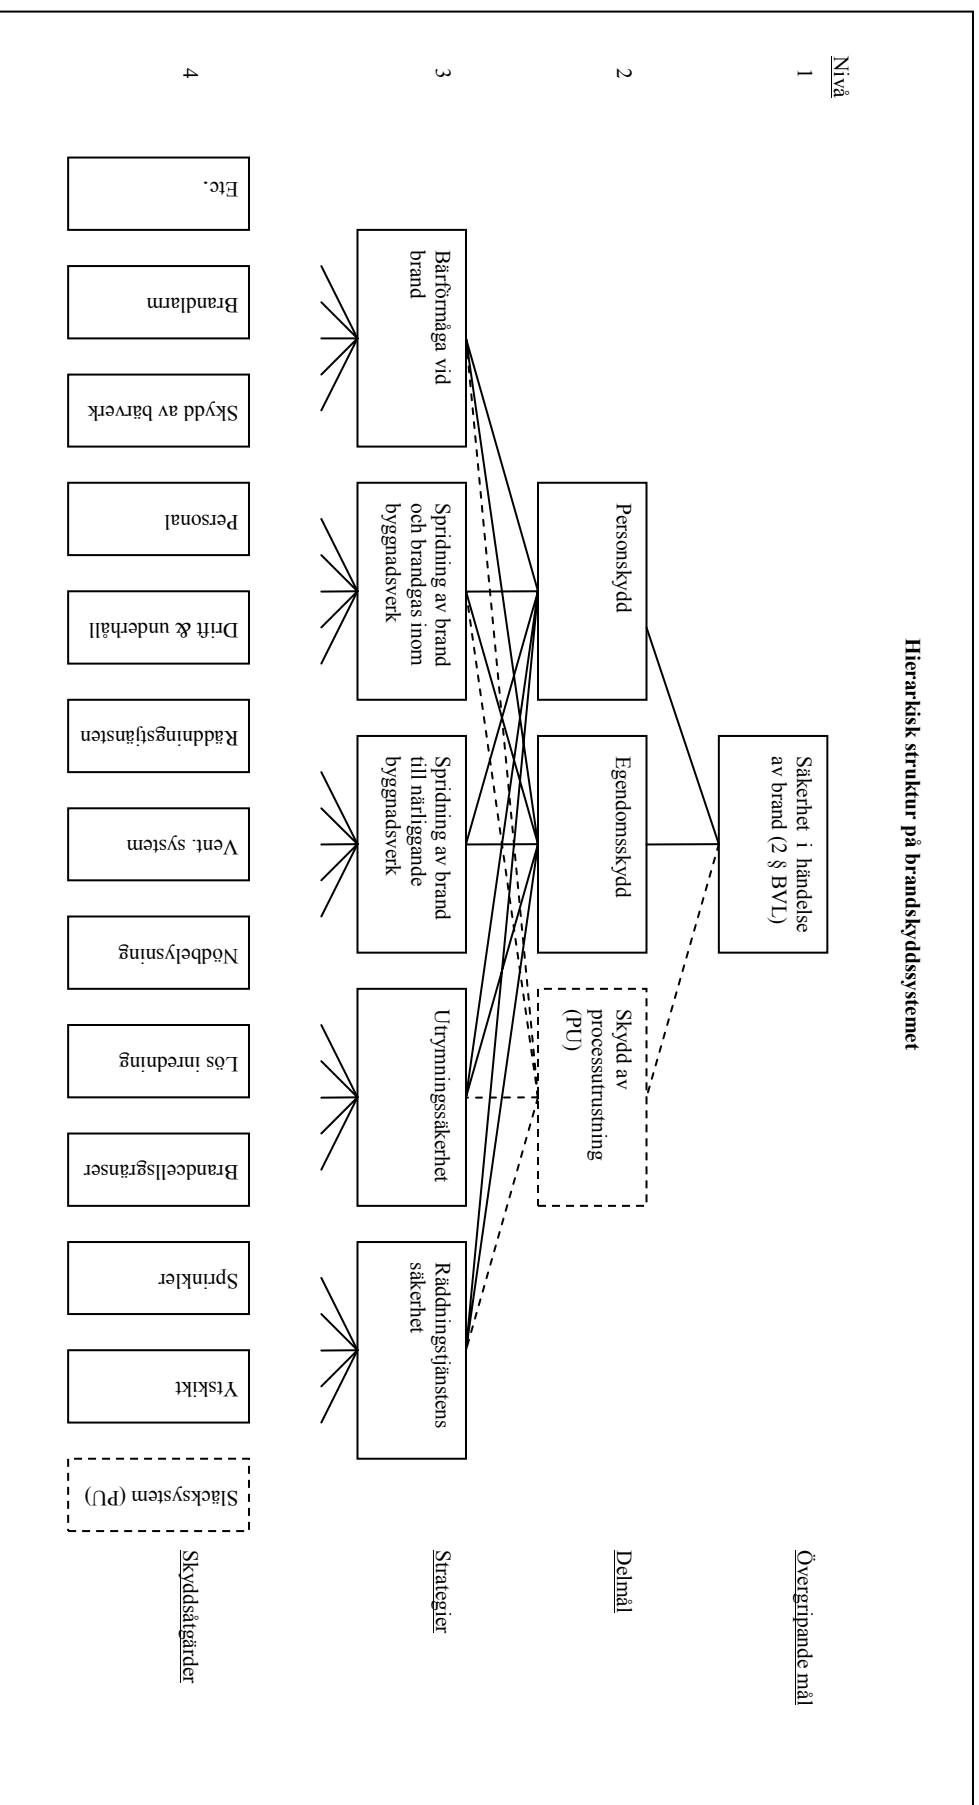 Hierarkisk struktur på brandskyddssystemet
Nivå
1
Säkerhet i händelse
av brand (2 § BVL)
Övergripande mål
2
Personskydd
Egendomsskydd
Skydd av
processutrustning
(PU)
Delmål
3
Bärförmåga vid
brand
Spridning av brand
och brandgas inom
byggnadsverk
Spridning av brand
till närliggande
byggnadsverk
Utrymningssäkerhet
Räddningstjänstens
säkerhet
Strategier
4
Etc.
Brandlarm
Skydd av bärverk
Personal
Drift & underhåll
Räddningstjänsten
Vent. system
Nödbelysning
Lös inredning
Brandcellsgränser
Sprinkler
Ytskikt
Släcksystem (PU)
Skyddsåtgärder